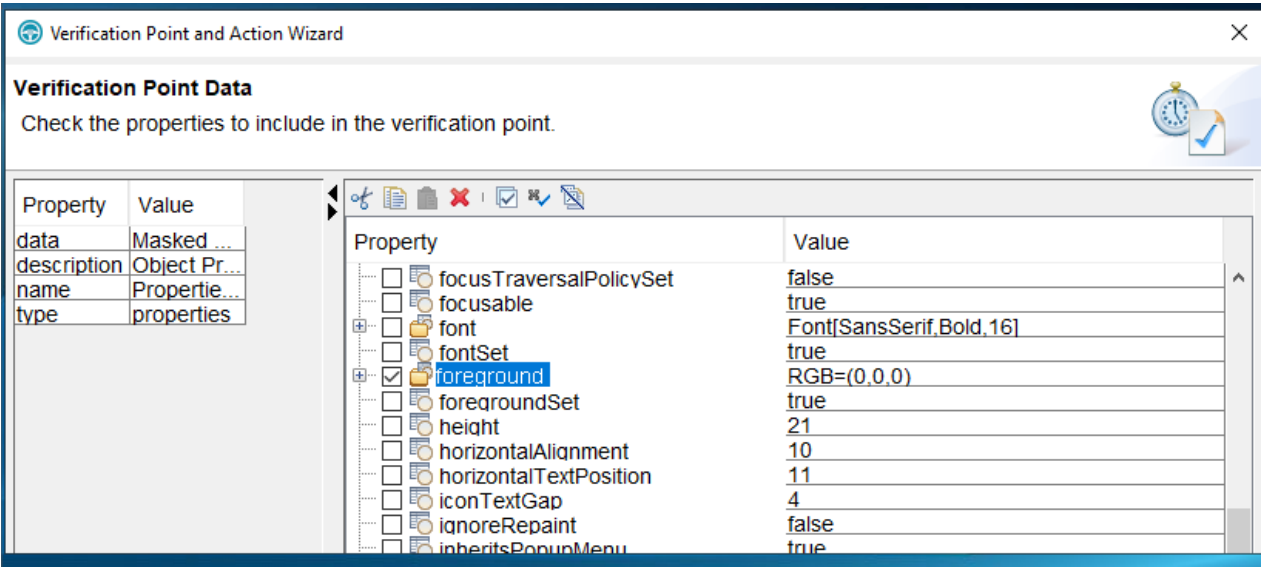 Verification Point and Action Wizard
Verification Point Data
Check the properties to include in the verification point.
Property Value
data Masked ...
description Object Pr...
name Propertie...
type properties
Property Value
focusTraversalPolicySet false
focusable true
font Font[SansSerif,Bold,16]
fontSet true
foreground RGB=(0,0,0)
foregroundSet true
height 21
horizontalAlignment 10
horizontalTextPosition 11
iconTextGap 4
ignoreRepaint false
inheritsPopupMenu true